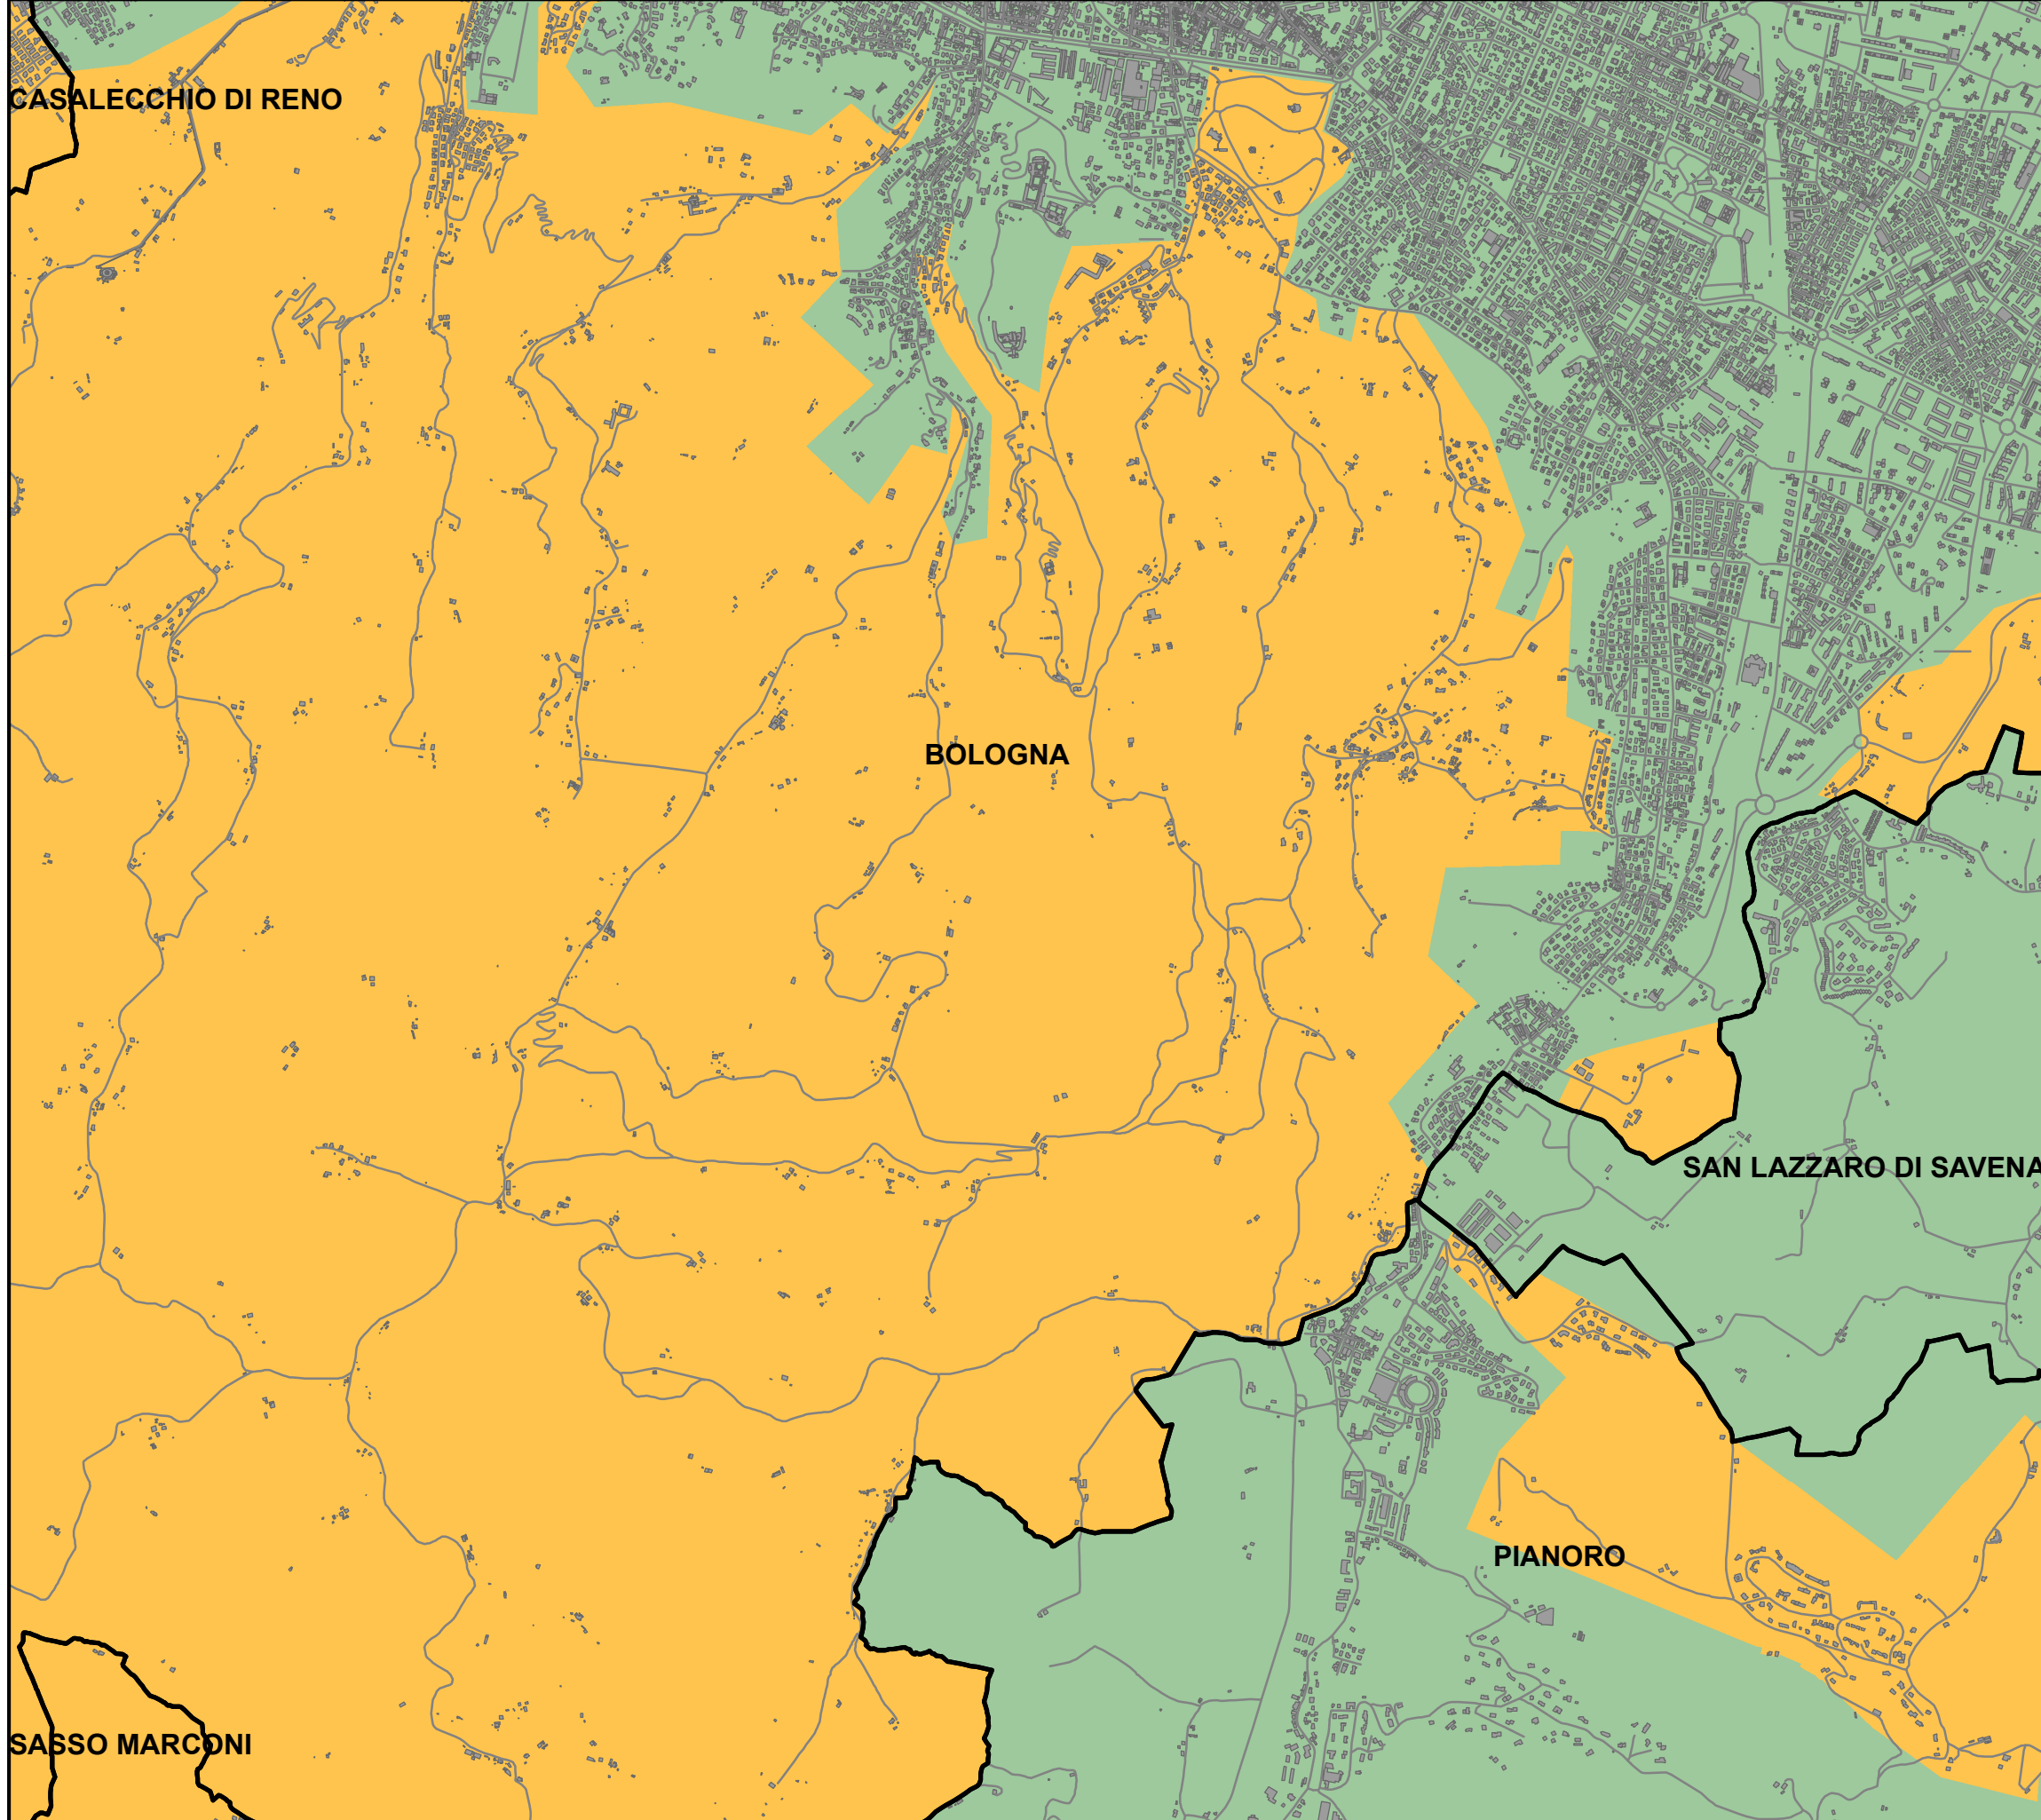 CASALECCHIO DI RENO
BOLOGNA
SAN LAZZARO DI SAVENA
PIANORO
SASSO MARCONI